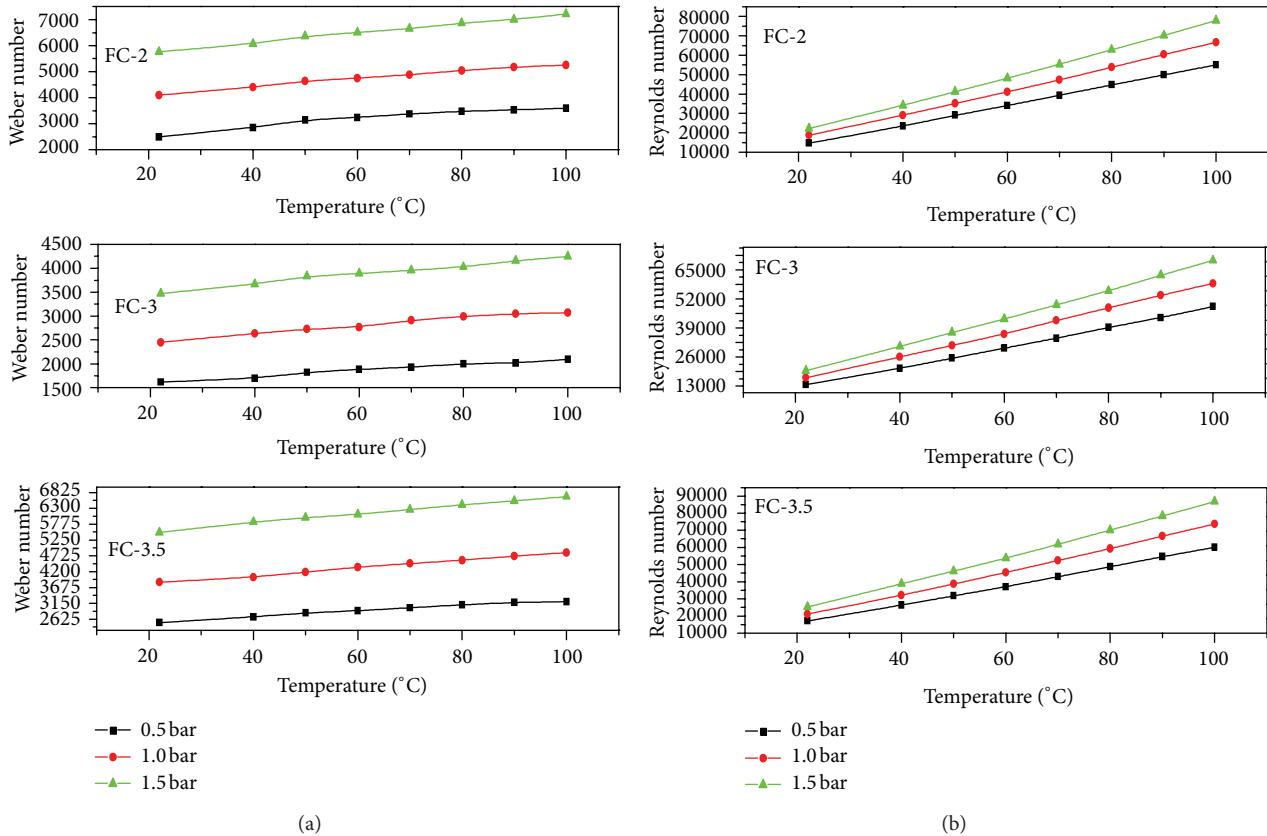 Weber number
7000
6000
5000
4000
3000
2000
FC-2
20 40 60 80 100
Temperature (˚C)
Weber number
4500
4000
3500
3000
2500
2000
1500
FC-3
20 40 60 80 100
Temperature (˚C)
Weber number
6825
6300
5775
5250
4725
4200
3675
3150
2625
FC-3.5
20 40 60 80 100
Temperature (˚C)
0.5 bar
1.0 bar
1.5 bar
(a)
Reynolds number
80000
70000
60000
50000
40000
30000
20000
10000
FC-2
20 40 60 80 100
Temperature (˚C)
Reynolds number
65000
52000
39000
26000
13000
FC-3
20 40 60 80 100
Temperature (˚C)
Reynolds number
90000
80000
70000
60000
50000
40000
30000
20000
10000
FC-3.5
20 40 60 80 100
Temperature (˚C)
0.5 bar
1.0 bar
1.5 bar
(b)